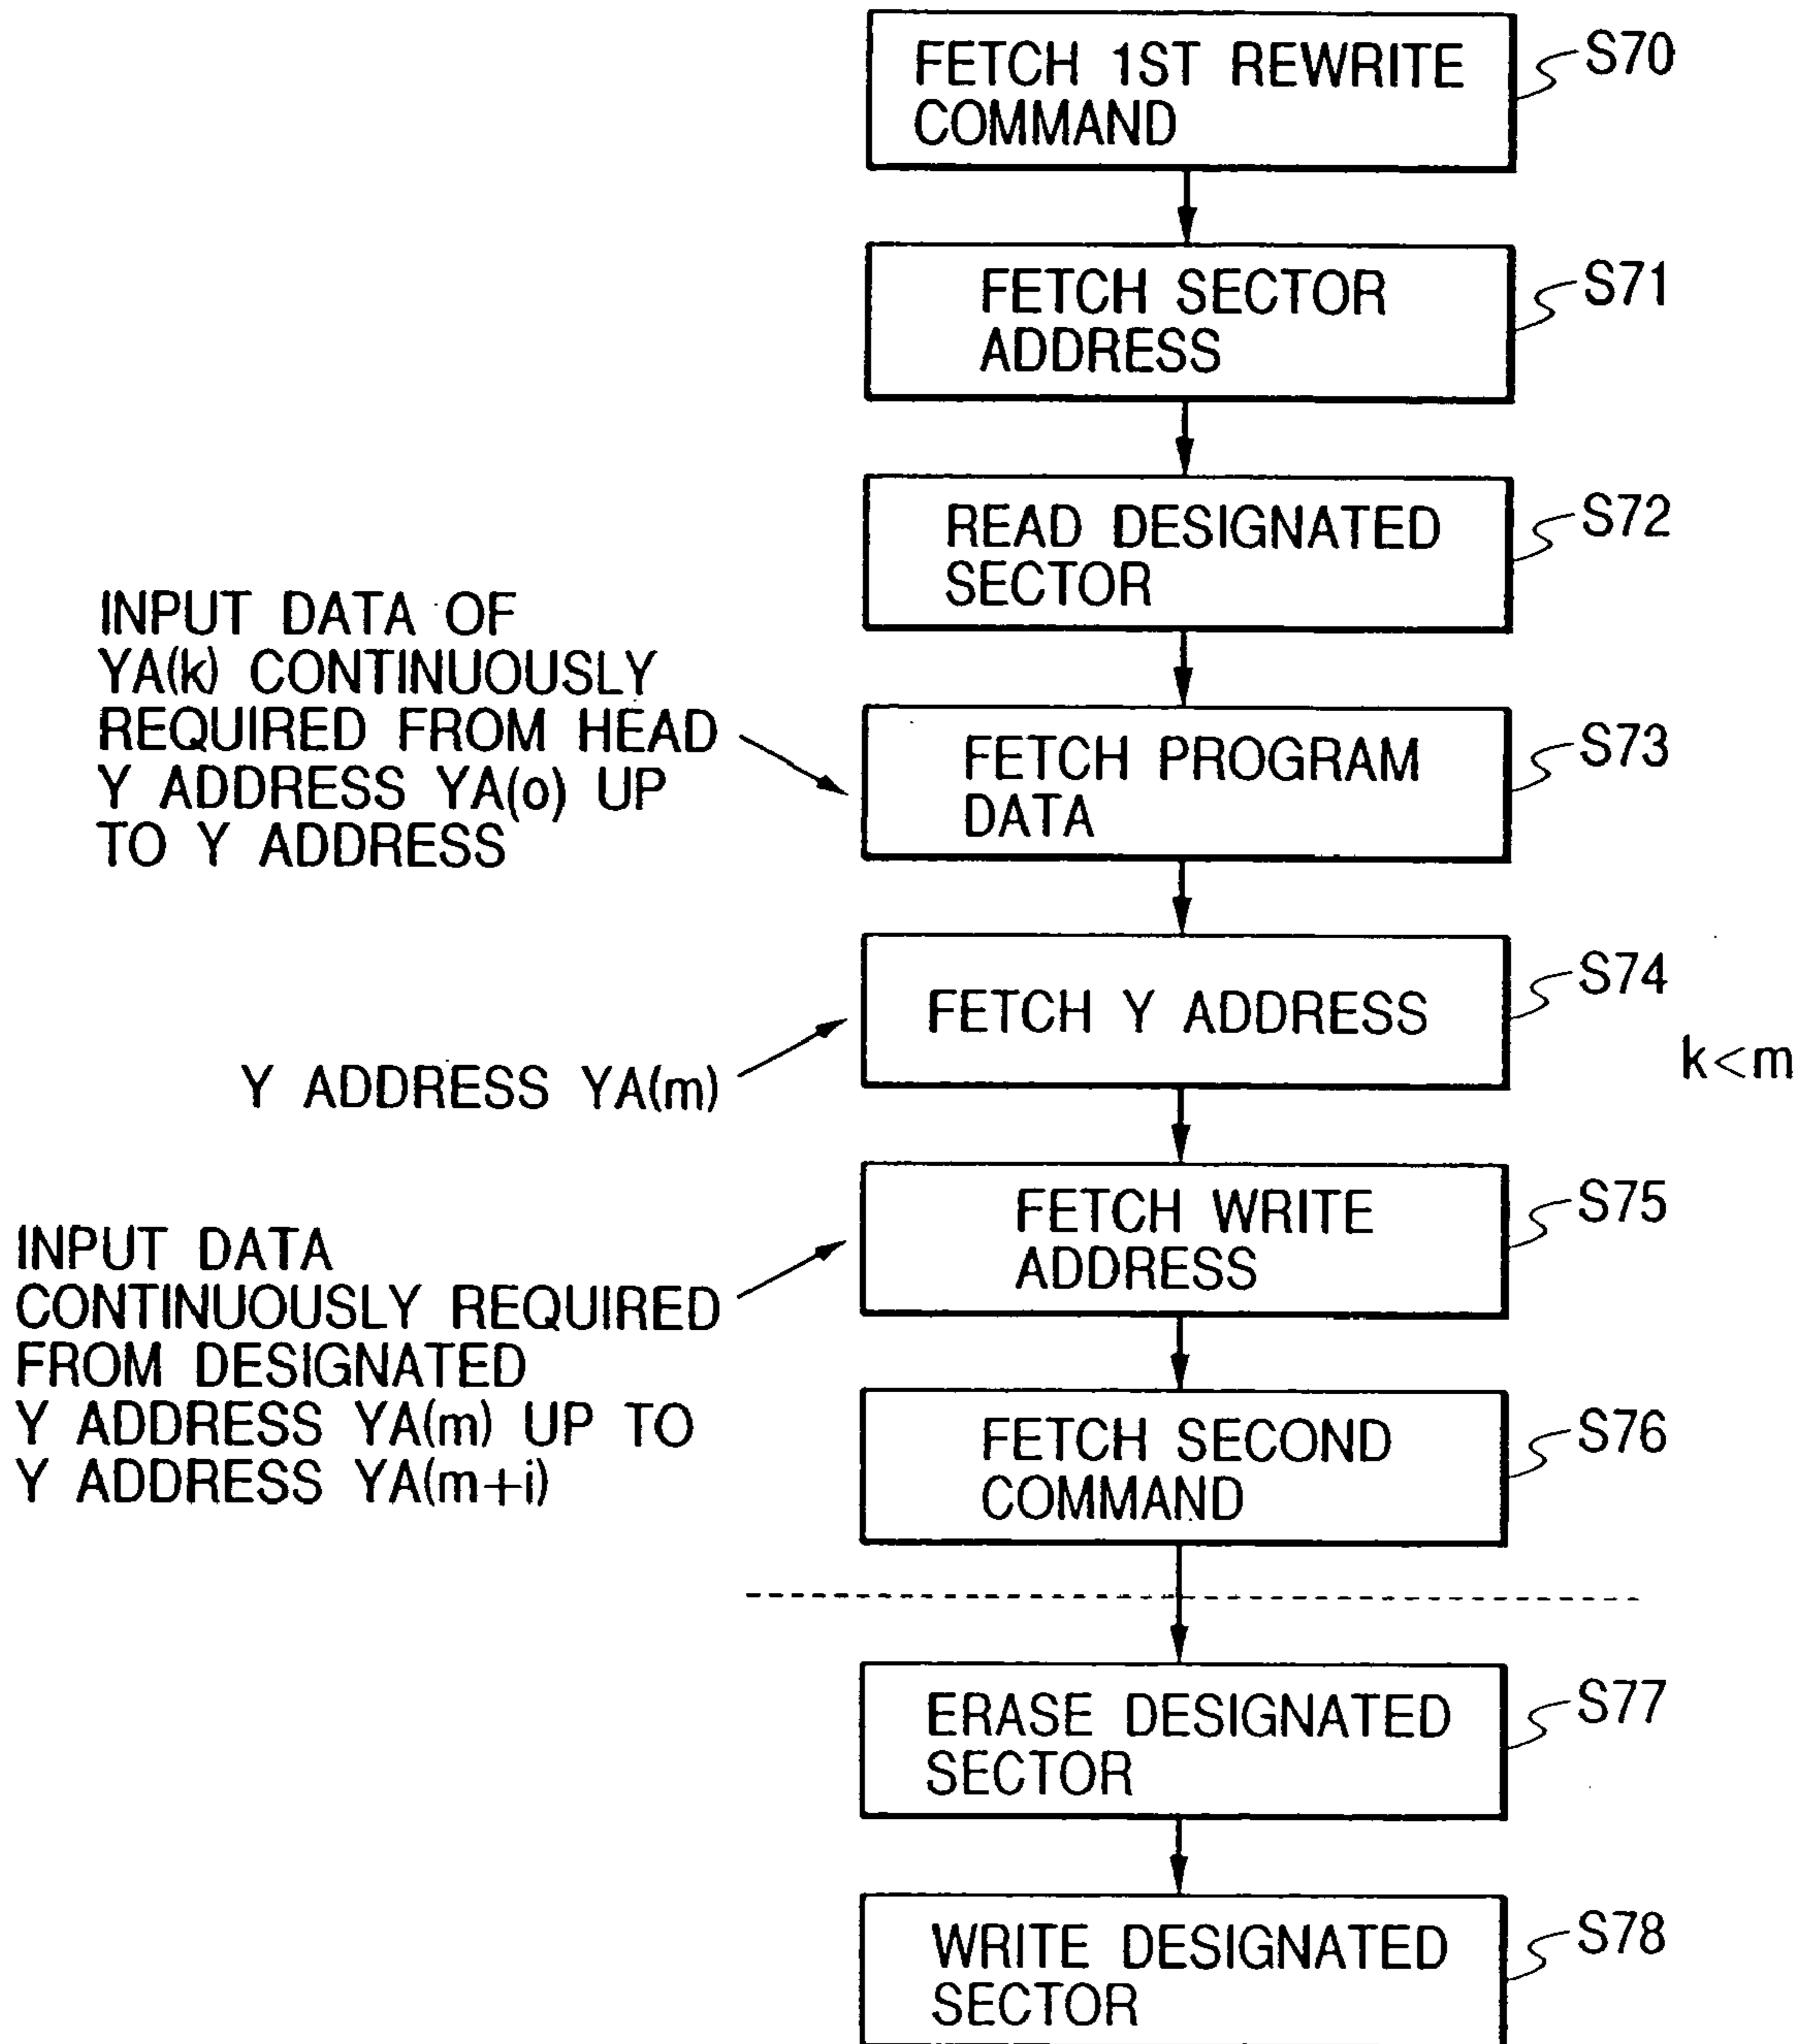 FETCH 1ST REWRITE
COMMAND
S70
FETCH SECTOR
ADDRESS
S71
READ DESIGNATED
SECTOR
S72
INPUT DATA OF
YA(k) CONTINUOUSLY
REQUIRED FROM HEAD
Y ADDRESS YA(o) UP
TO Y ADDRESS
FETCH PROGRAM
DATA
S73
FETCH Y ADDRESS
S74
k<m
Y ADDRESS YA(m)
FETCH WRITE
ADDRESS
S75
INPUT DATA
CONTINUOUSLY REQUIRED
FROM DESIGNATED
Y ADDRESS YA(m) UP TO
Y ADDRESS YA(m+i)
FETCH SECOND
COMMAND
S76
ERASE DESIGNATED
SECTOR
S77
WRITE DESIGNATED
SECTOR
S78